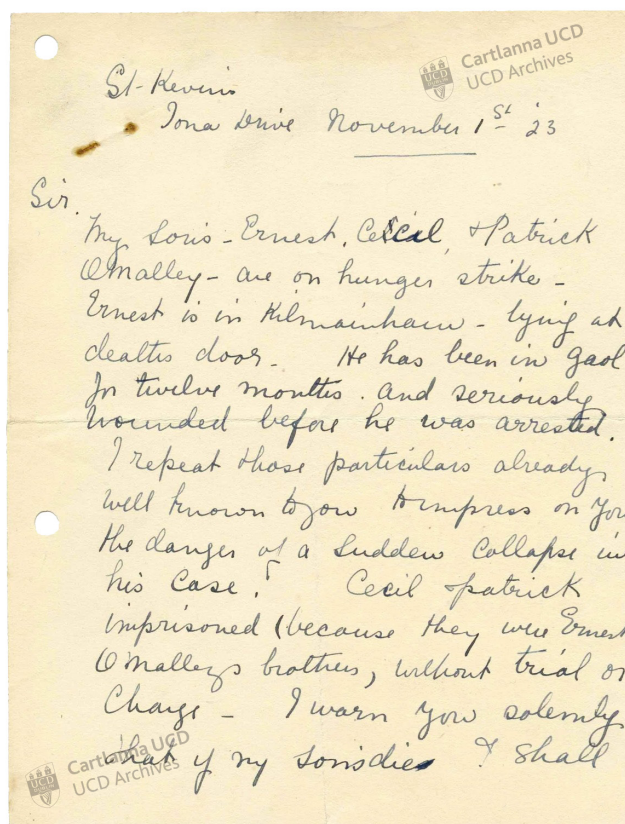 Cartlanna UCD
UCD Archives
St-Kevin's
Iona Drive November 1st '23
Sir.
My Sons - Ernest, Cecil, & Patrick
O'Malley - are on hunger strike -
Ernest is in Kilmainham - lying at
deaths door - He has been in gaol
for twelve months. and seriously
wounded before he was arrested.
I repeat those particulars already
well known to you to impress on you
the danger of a sudden collapse in
his case! Cecil & patrick
imprisoned (because they were Ernest
O'Malleys brothers, without trial or
Charge - I warn you solemnly
that if my sons die I shall
Cartlanna UCD
UCD Archives